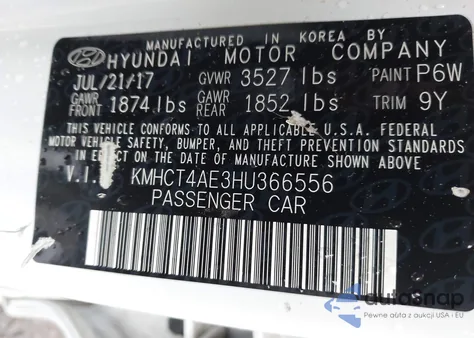 MANUFACTURED IN KOREA BY
HYUNDAI MOTOR COMPANY
JUL/21/17 GVWR 3527 lbs PAINT P6W
GAWR FRONT 1874 lbs GAWR REAR 1852 lbs TRIM 9Y
THIS VEHICLE CONFORMS TO ALL APPLICABLE U.S.A. FEDERAL
MOTOR VEHICLE SAFETY, BUMPER, AND THEFT PREVENTION STANDARDS
IN EFFECT ON THE DATE OF MANUFACTURE SHOWN ABOVE.
V.I. KMHCT4AE3HU366556
PASSENGER CAR
autosnap
Pewne auta z aukcji USA i EU